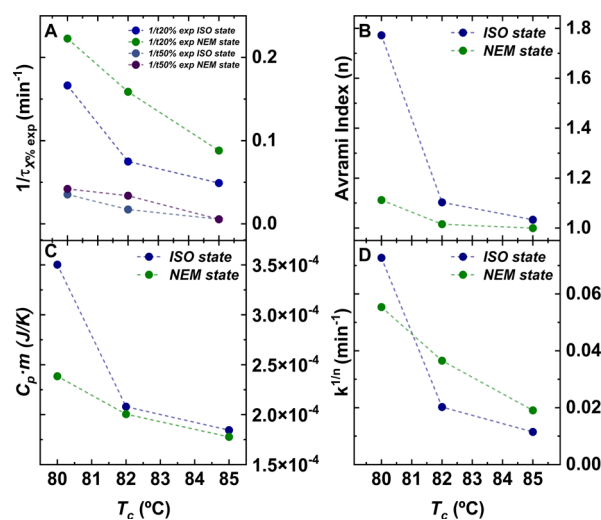 A
1/t20% exp ISO state
1/t20% exp NEM state
1/t50% exp ISO state
1/t50% exp NEM state
0.2
0.1
0.0
1/τX% exp (min-1)
B
ISO state
NEM state
1.8
1.6
1.4
1.2
1.0
Avrami Index (n)
C
ISO state
NEM state
3.5×10-4
3.0×10-4
2.5×10-4
2.0×10-4
1.5×10-4
Cp·m (J/K)
80 81 82 83 84 85
Tc (ºC)
D
ISO state
NEM state
0.06
0.04
0.02
0.00
k1/n (min-1)
80 81 82 83 84 85
Tc (ºC)